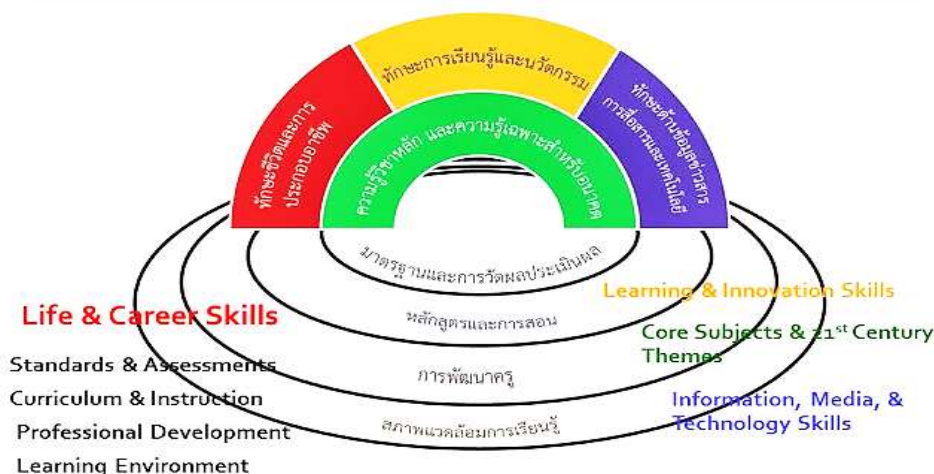 ทักษะการเรียนรู้และนวัตกรรม
ทักษะชีวิตและการ
ประกอบอาชีพ
ความรู้วิชาหลัก และความรู้เฉพาะสำหรับอนาคต
ทักษะด้านข้อมูลข่าวสาร
การสื่อสารและเทคโนโลยี
มาตรฐานและการวัดผลประเมินผล
Learning & Innovation Skills
Life & Career Skills
หลักสูตรและการสอน
Core Subjects & 21st Century
Themes
Standards & Assessments
การพัฒนาครู
Curriculum & Instruction
Information, Media, &
Technology Skills
Professional Development
สภาพแวดล้อมการเรียนรู้
Learning Environment